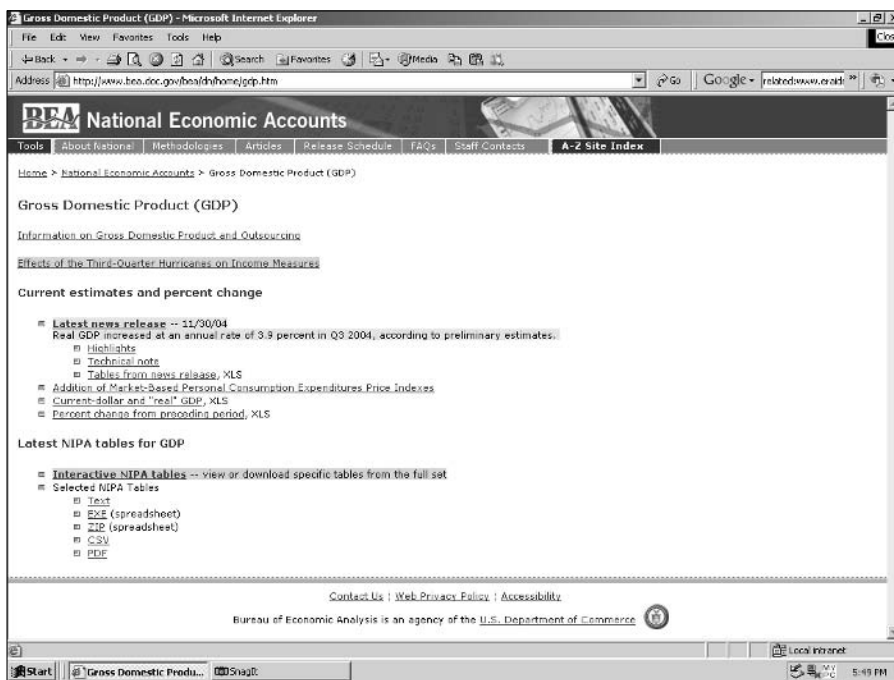 Gross Domestic Product (GDP) - Microsoft Internet Explorer
File Edit View Favorites Tools Help
Clos
Back Search Favorites Media
Address http://www.bea.doc.gov/bea/dn/home/gdp.htm Go Google related:www.eraid
BEA National Economic Accounts
Tools About National Methodologies Articles Release Schedule FAQs Staff Contacts A-Z Site Index
Home > National Economic Accounts > Gross Domestic Product (GDP)
Gross Domestic Product (GDP)
Information on Gross Domestic Product and Outsourcing
Effects of the Third-Quarter Hurricanes on Income Measures
Current estimates and percent change
Latest news release -- 11/30/04
Real GDP increased at an annual rate of 3.9 percent in Q3 2004, according to preliminary estimates.
Highlights
Technical note
Tables from news release, XLS
Addition of Market-Based Personal Consumption Expenditures Price Indexes
Current-dollar and "real" GDP, XLS
Percent change from preceding period, XLS
Latest NIPA tables for GDP
Interactive NIPA tables -- view or download specific tables from the full set
Selected NIPA Tables
Text
EXE (spreadsheet)
ZIP (spreadsheet)
CSV
PDF
Contact Us | Web Privacy Policy | Accessibility
Bureau of Economic Analysis is an agency of the U.S. Department of Commerce
Local intranet
Start Gross Domestic Produ... SnagIt MY PC 5:49 PM